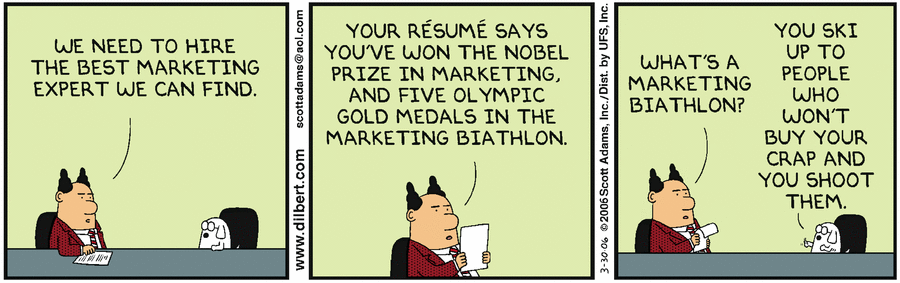 WE NEED TO HIRE
THE BEST MARKETING
EXPERT WE CAN FIND.
www.dilbert.com scottadams@aol.com
YOUR RÉSUMÉ SAYS
YOU'VE WON THE NOBEL
PRIZE IN MARKETING,
AND FIVE OLYMPIC
GOLD MEDALS IN THE
MARKETING BIATHLON.
3-30-06 ©2006 Scott Adams, Inc./Dist. by UFS, Inc.
WHAT'S A
MARKETING
BIATHLON?
YOU SKI
UP TO
PEOPLE
WHO
WON'T
BUY YOUR
CRAP AND
YOU SHOOT
THEM.